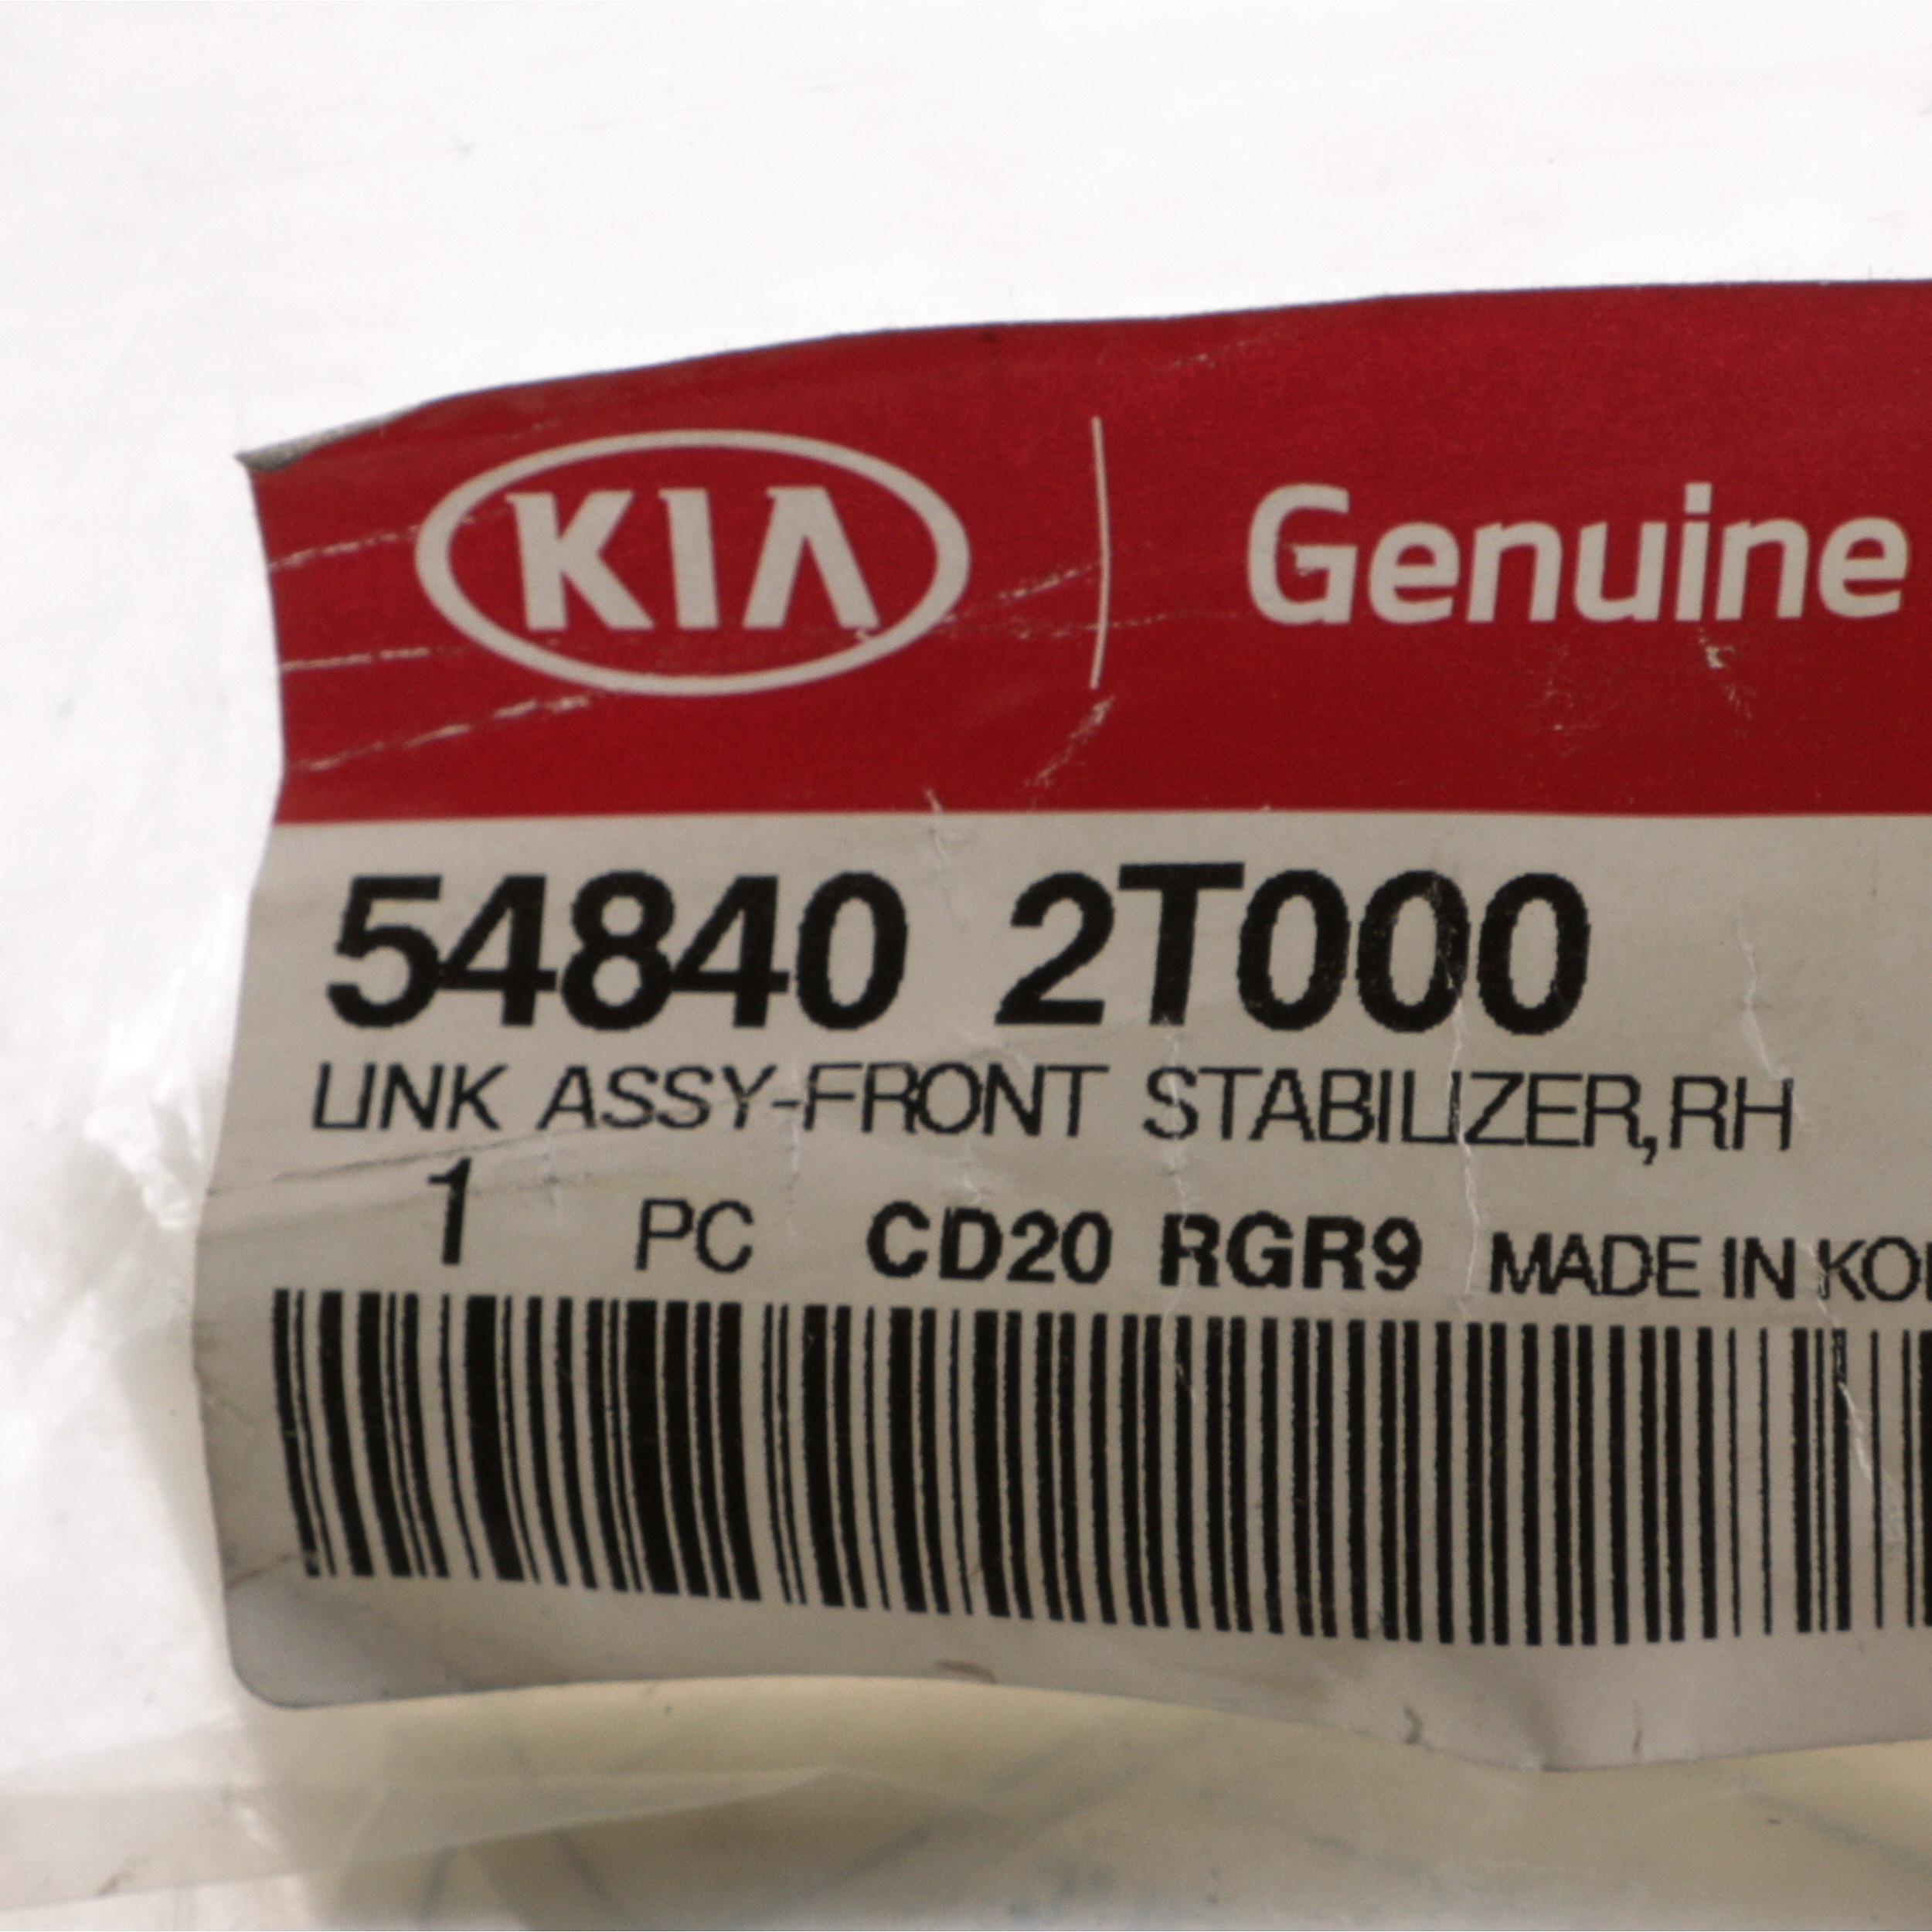 KIA Genuine
54840 2T000
LINK ASSY-FRONT STABILIZER,RH
1 PC CD20 RGR9 MADE IN